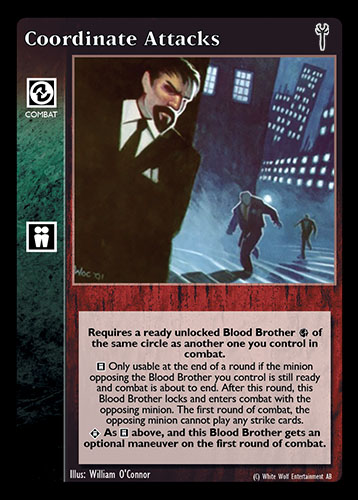 Coordinate Attacks
COMBAT
WOC '01
Requires a ready unlocked Blood Brother of
the same circle as another one you control in
combat.
Only usable at the end of a round if the minion
opposing the Blood Brother you control is still ready
and combat is about to end. After this round, this
Blood Brother locks and enters combat with the
opposing minion. The first round of combat, the
opposing minion cannot play any strike cards.
As above, and this Blood Brother gets an
optional maneuver on the first round of combat.
Illus: William O'Connor
(C) White Wolf Entertainment AB